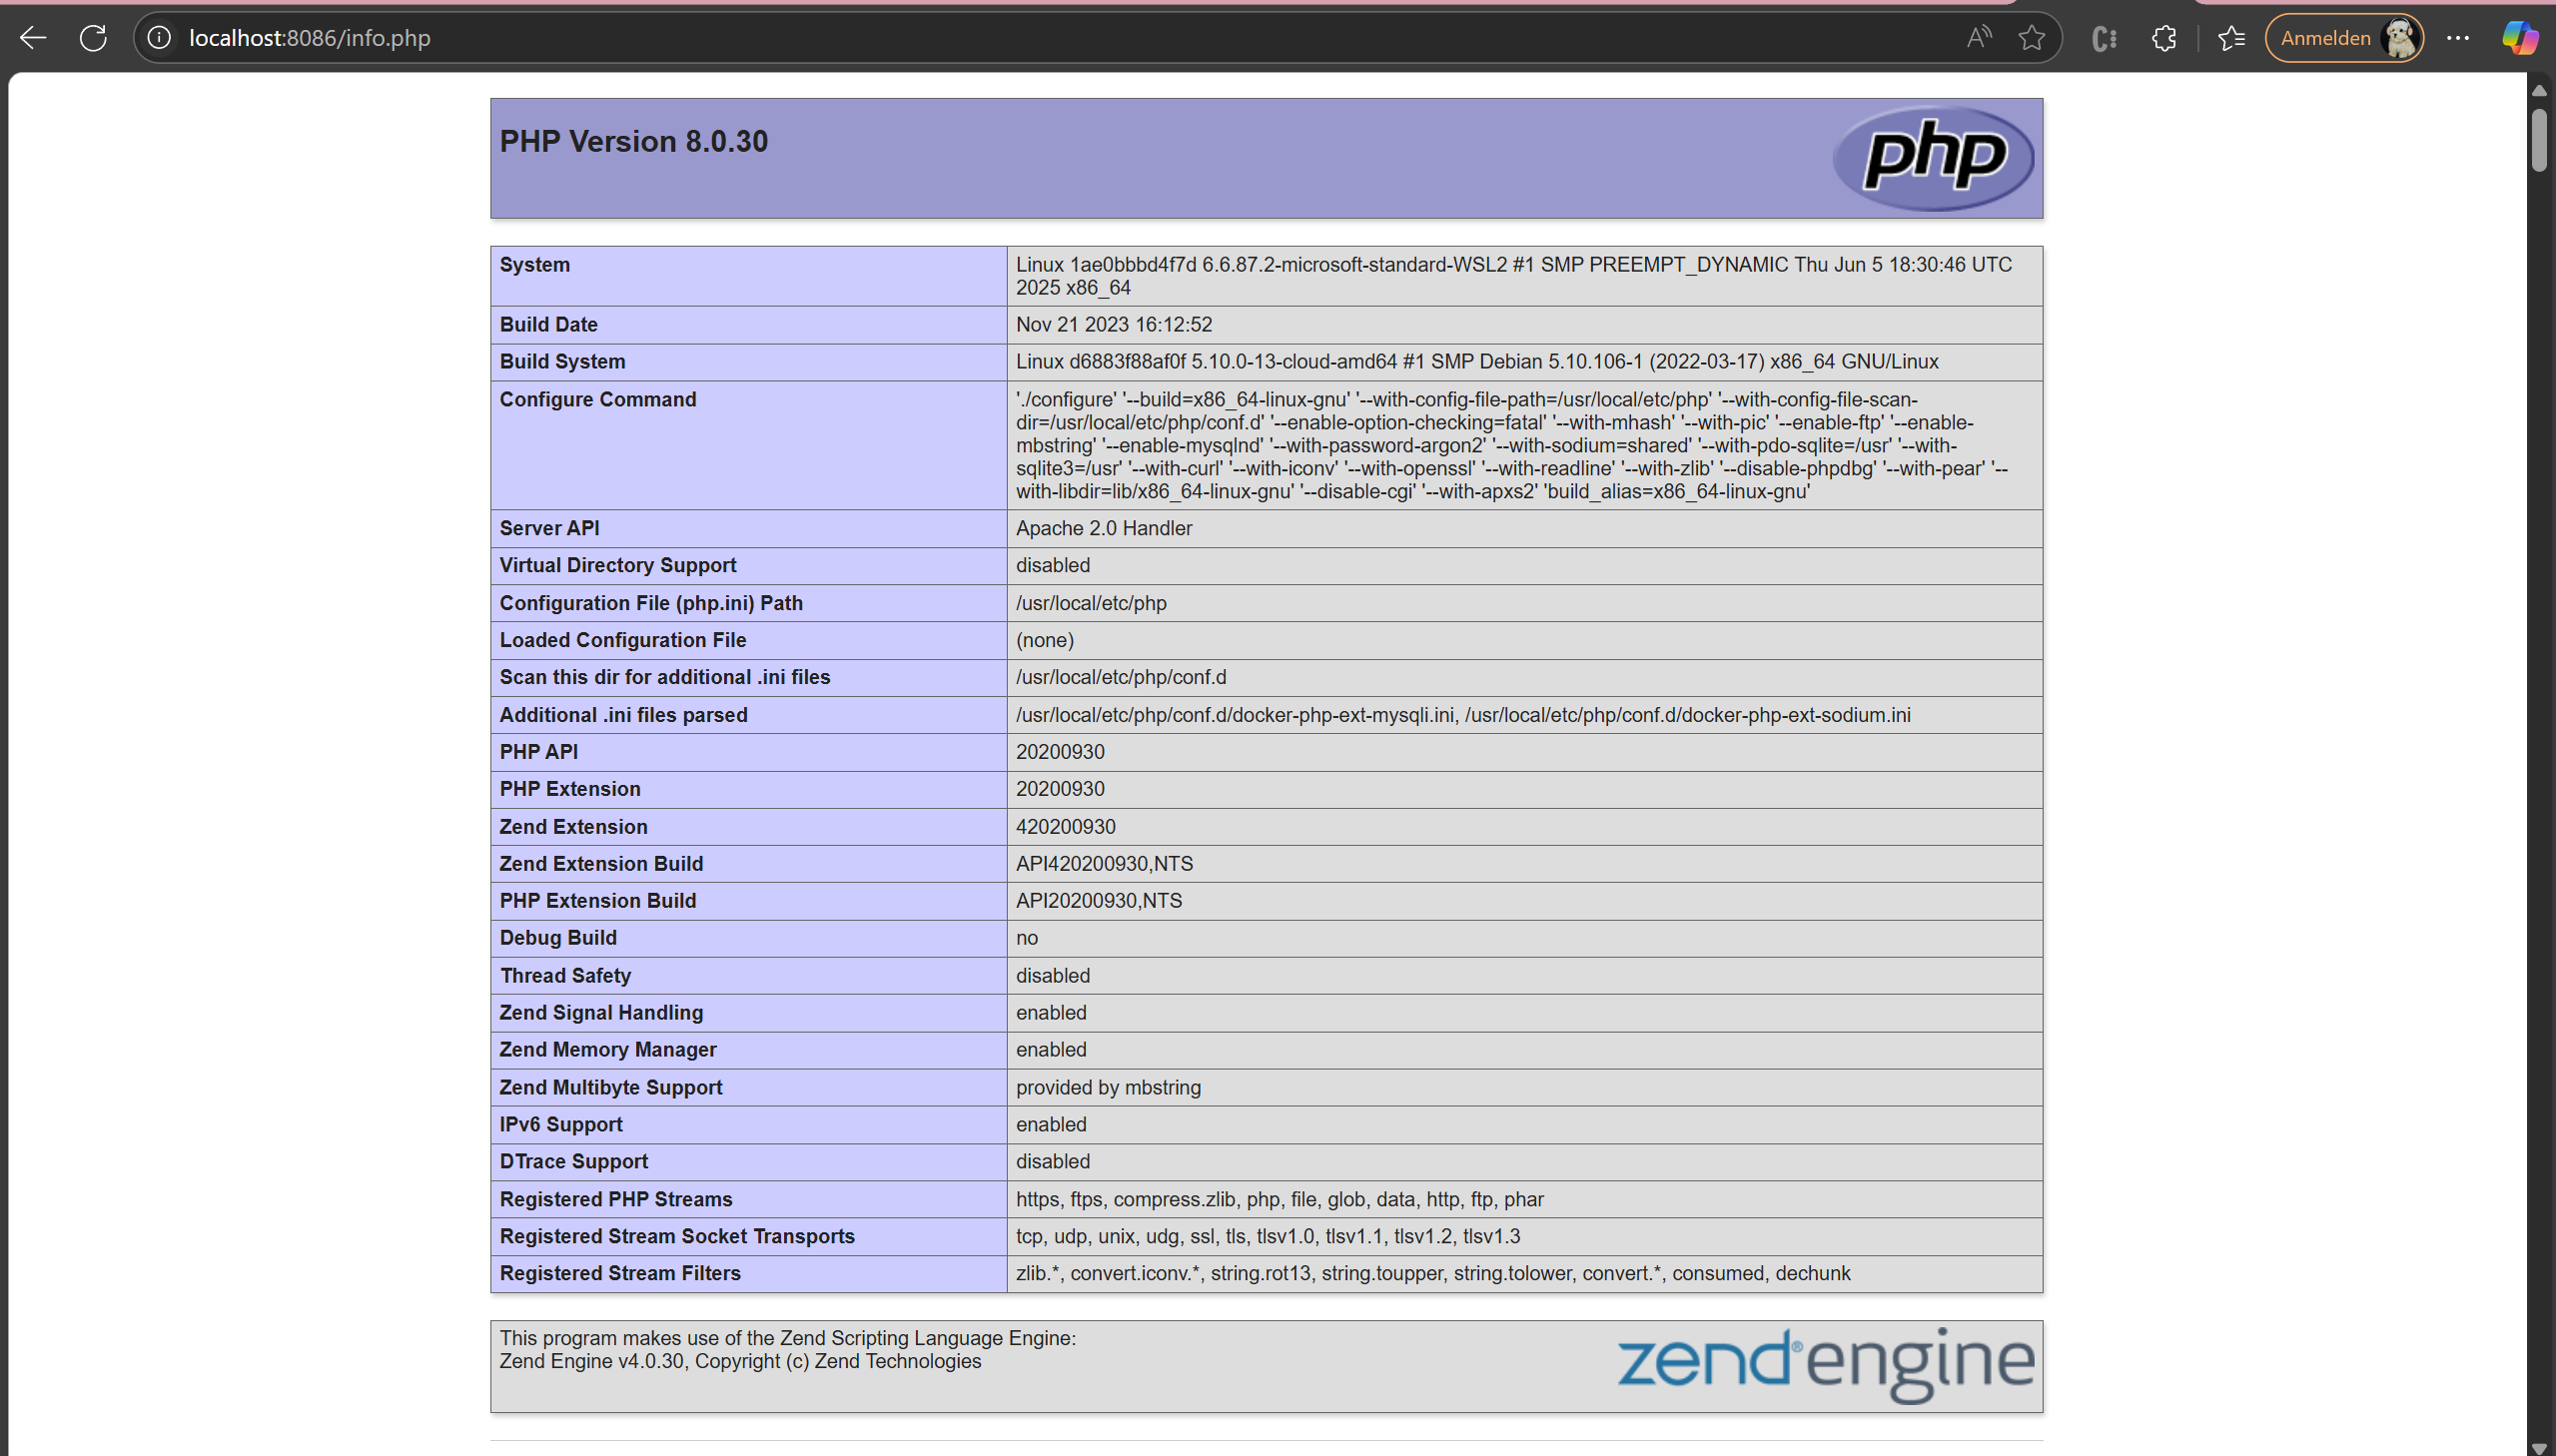 localhost:8086/info.php
Anmelden
PHP Version 8.0.30
php
System
Linux 1ae0bbbd4f7d 6.6.87.2-microsoft-standard-WSL2 #1 SMP PREEMPT_DYNAMIC Thu Jun 5 18:30:46 UTC
2025 x86_64
Build Date
Nov 21 2023 16:12:52
Build System
Linux d6883f88af0f 5.10.0-13-cloud-amd64 #1 SMP Debian 5.10.106-1 (2022-03-17) x86_64 GNU/Linux
Configure Command
'./configure' '--build=x86_64-linux-gnu' '--with-config-file-path=/usr/local/etc/php' '--with-config-file-scan-
dir=/usr/local/etc/php/conf.d' '--enable-option-checking=fatal' '--with-mhash' '--with-pic' '--enable-ftp' '--enable-
mbstring' '--enable-mysqlnd' '--with-password-argon2' '--with-sodium=shared' '--with-pdo-sqlite=/usr' '--with-
sqlite3=/usr' '--with-curl' '--with-iconv' '--with-openssl' '--with-readline' '--with-zlib' '--disable-phpdbg' '--with-pear' '--
with-libdir=lib/x86_64-linux-gnu' '--disable-cgi' '--with-apxs2' 'build_alias=x86_64-linux-gnu'
Server API
Apache 2.0 Handler
Virtual Directory Support
disabled
Configuration File (php.ini) Path
/usr/local/etc/php
Loaded Configuration File
(none)
Scan this dir for additional .ini files
/usr/local/etc/php/conf.d
Additional .ini files parsed
/usr/local/etc/php/conf.d/docker-php-ext-mysqli.ini, /usr/local/etc/php/conf.d/docker-php-ext-sodium.ini
PHP API
20200930
PHP Extension
20200930
Zend Extension
420200930
Zend Extension Build
API420200930,NTS
PHP Extension Build
API20200930,NTS
Debug Build
no
Thread Safety
disabled
Zend Signal Handling
enabled
Zend Memory Manager
enabled
Zend Multibyte Support
provided by mbstring
IPv6 Support
enabled
DTrace Support
disabled
Registered PHP Streams
https, ftps, compress.zlib, php, file, glob, data, http, ftp, phar
Registered Stream Socket Transports
tcp, udp, unix, udg, ssl, tls, tlsv1.0, tlsv1.1, tlsv1.2, tlsv1.3
Registered Stream Filters
zlib.*, convert.iconv.*, string.rot13, string.toupper, string.tolower, convert.*, consumed, dechunk
This program makes use of the Zend Scripting Language Engine:
Zend Engine v4.0.30, Copyright (c) Zend Technologies
zend® engine